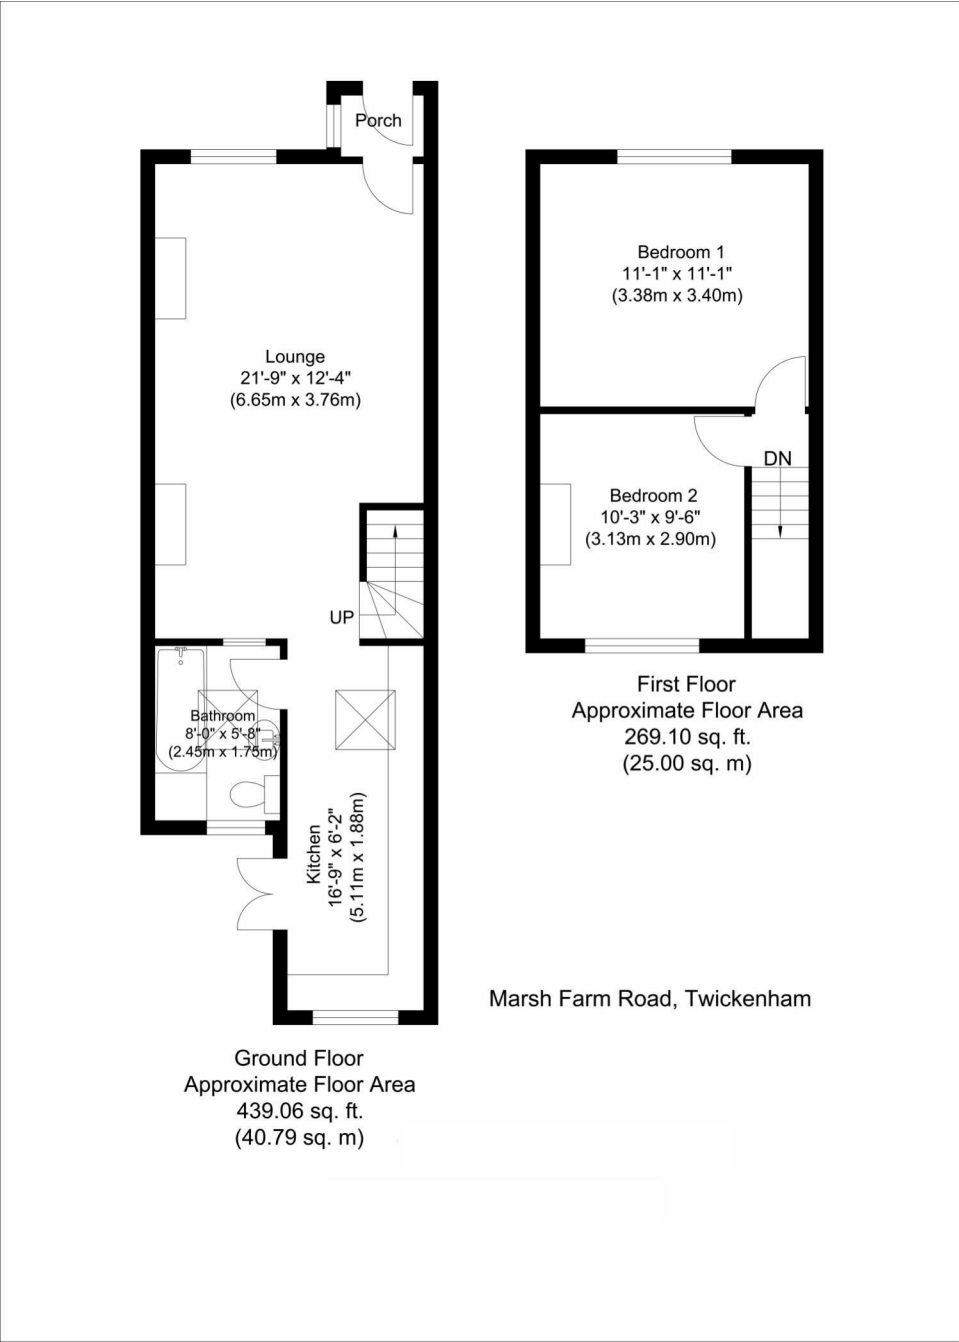 Porch
Lounge
21'-9" x 12'-4"
(6.65m x 3.76m)
UP
Bathroom
8'-0" x 5'-8"
(2.45m x 1.75m)
Kitchen
16'-9" x 6'-2"
(5.11m x 1.88m)
Ground Floor
Approximate Floor Area
439.06 sq. ft.
(40.79 sq. m)
Bedroom 1
11'-1" x 11'-1"
(3.38m x 3.40m)
DN
Bedroom 2
10'-3" x 9'-6"
(3.13m x 2.90m)
First Floor
Approximate Floor Area
269.10 sq. ft.
(25.00 sq. m)
Marsh Farm Road, Twickenham